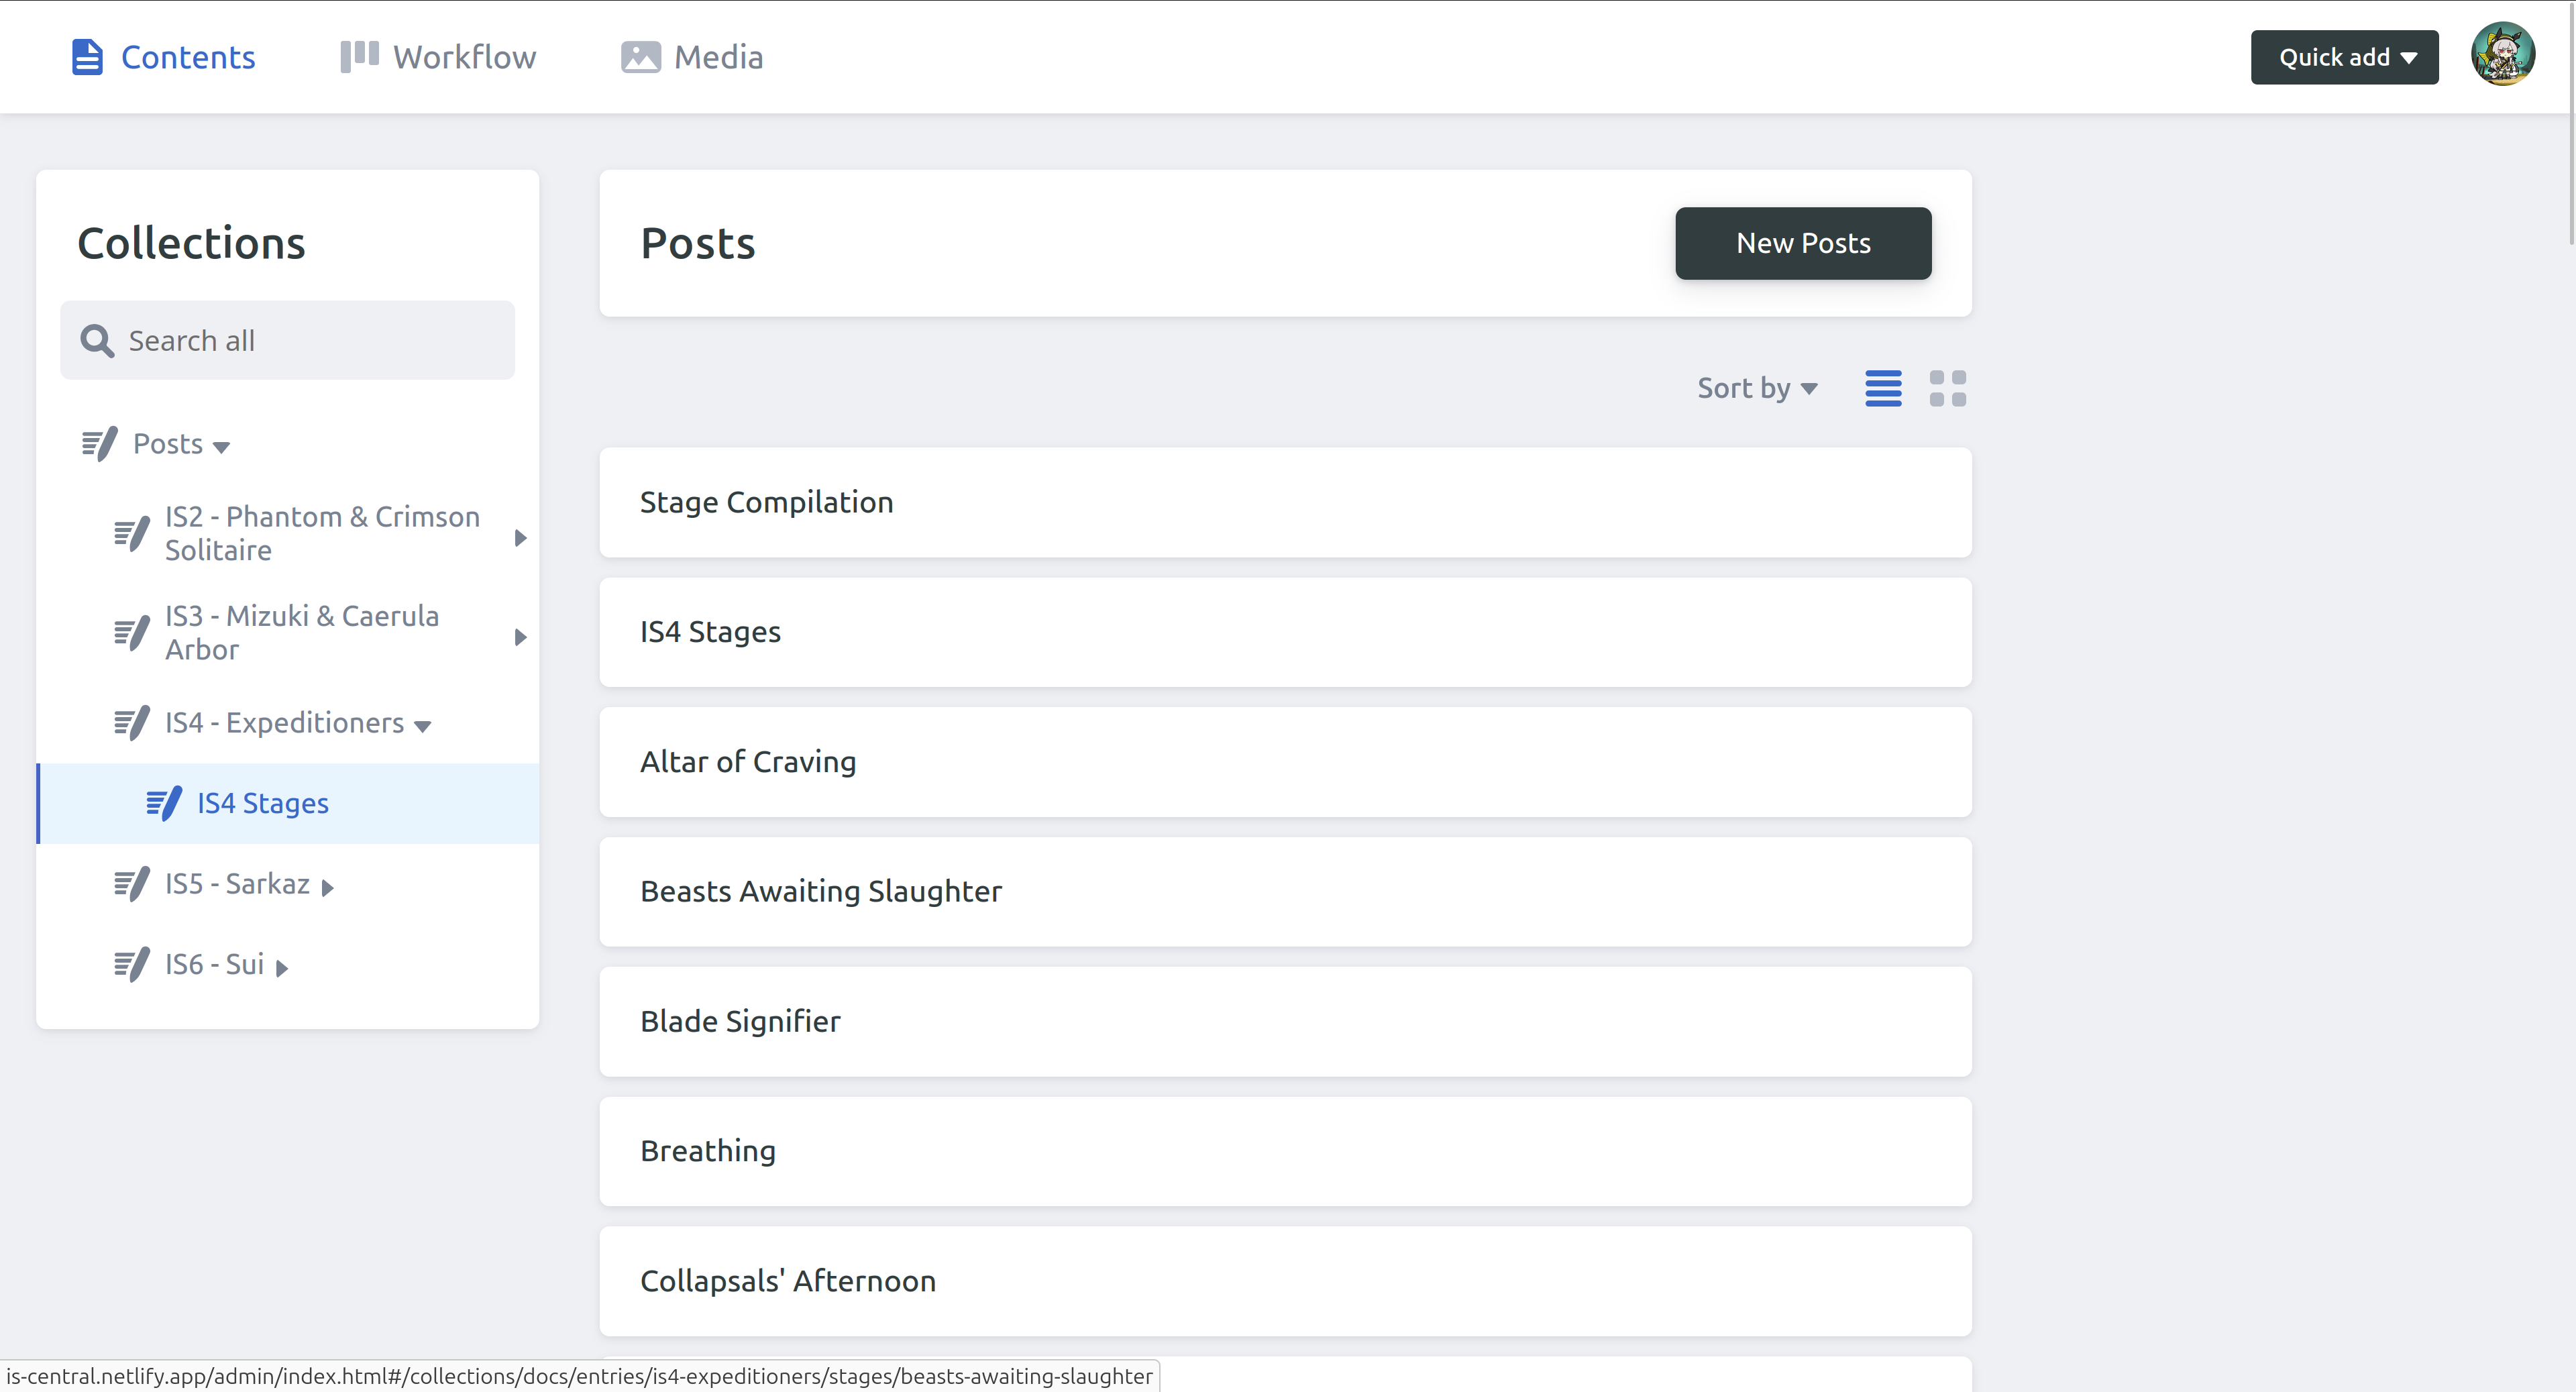 Contents
Workflow
Media
Quick add
Collections
Search all
Posts
IS2 - Phantom & Crimson
Solitaire
IS3 - Mizuki & Caerula
Arbor
IS4 - Expeditioners
IS4 Stages
IS5 - Sarkaz
IS6 - Sui
Posts
New Posts
Sort by
Stage Compilation
IS4 Stages
Altar of Craving
Beasts Awaiting Slaughter
Blade Signifier
Breathing
Collapsals' Afternoon
is-central.netlify.app/admin/index.html#/collections/docs/entries/is4-expeditioners/stages/beasts-awaiting-slaughter